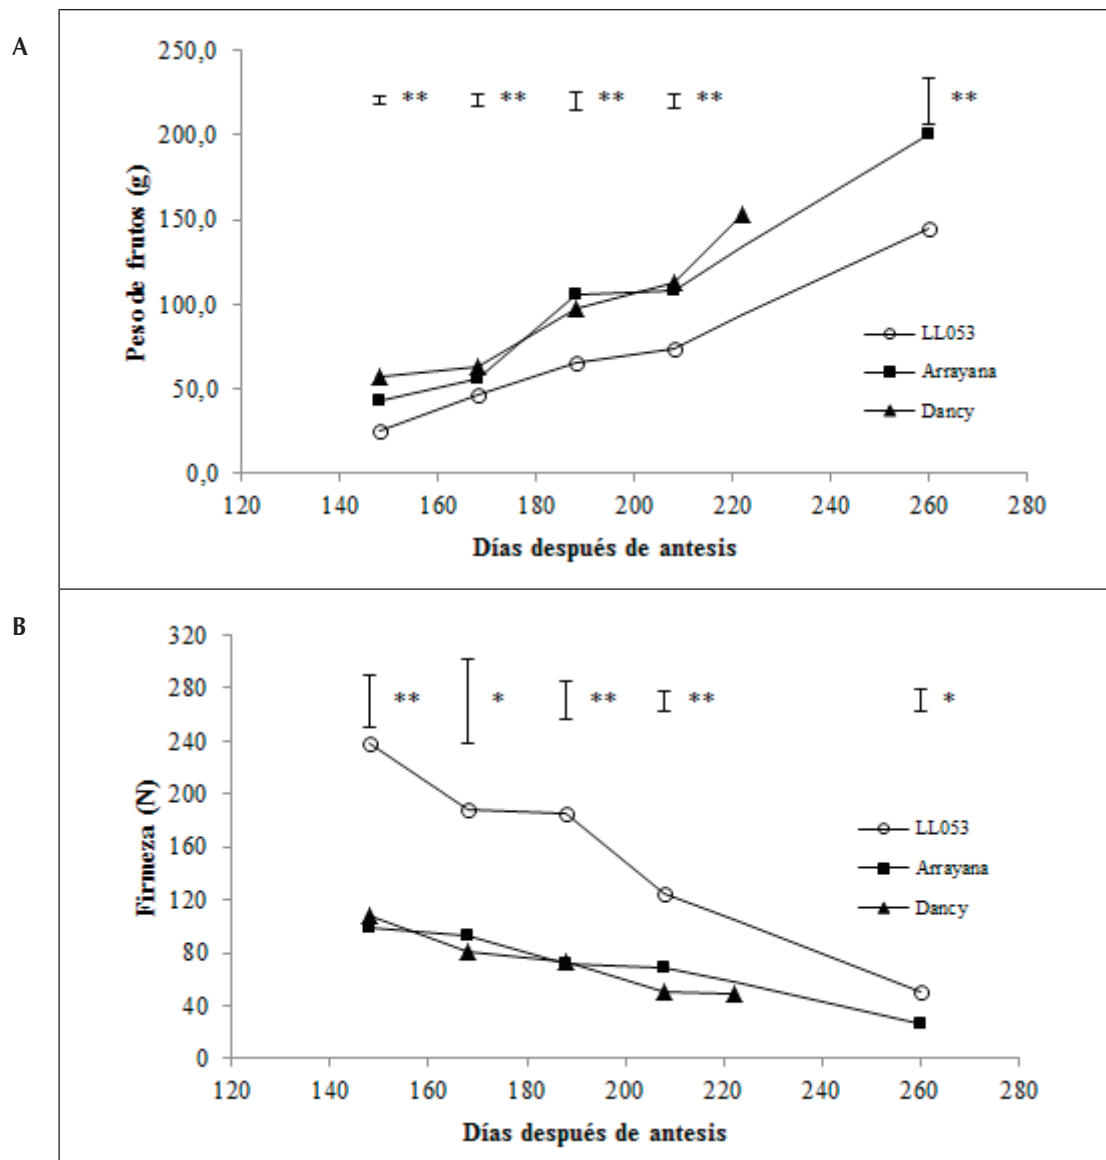 A
250,0
200,0
150,0
100,0
50,0
0,0
Peso de frutos (g)
** ** ** ** **
LL053
Arrayana
Dancy
120 140 160 180 200 220 240 260 280
Días después de antesis
B
320
280
240
200
160
120
80
40
0
Firmeza (N)
** * ** ** *
LL053
Arrayana
Dancy
120 140 160 180 200 220 240 260 280
Días después de antesis